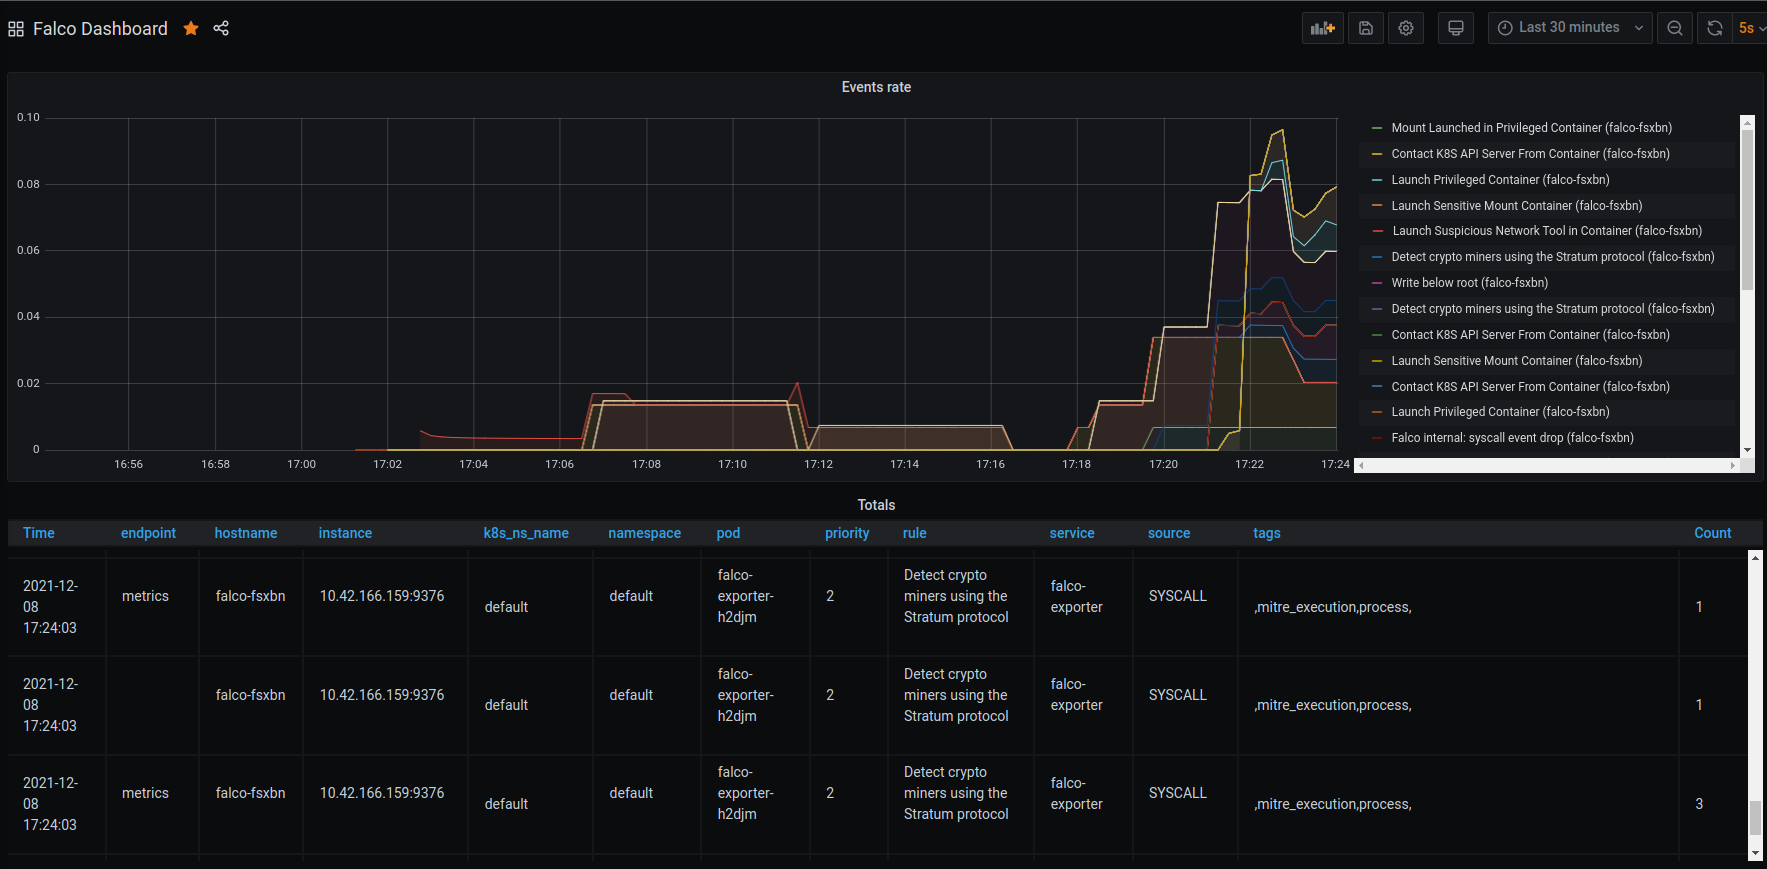 Falco Dashboard
Last 30 minutes
5s
Events rate
0.10
0.08
0.06
0.04
0.02
0
16:56 16:58 17:00 17:02 17:04 17:06 17:08 17:10 17:12 17:14 17:16 17:18 17:20 17:22 17:24
Mount Launched in Privileged Container (falco-fsxbn)
Contact K8S API Server From Container (falco-fsxbn)
Launch Privileged Container (falco-fsxbn)
Launch Sensitive Mount Container (falco-fsxbn)
Launch Suspicious Network Tool in Container (falco-fsxbn)
Detect crypto miners using the Stratum protocol (falco-fsxbn)
Write below root (falco-fsxbn)
Detect crypto miners using the Stratum protocol (falco-fsxbn)
Contact K8S API Server From Container (falco-fsxbn)
Launch Sensitive Mount Container (falco-fsxbn)
Contact K8S API Server From Container (falco-fsxbn)
Launch Privileged Container (falco-fsxbn)
Falco internal: syscall event drop (falco-fsxbn)
Totals
Time endpoint hostname instance k8s_ns_name namespace pod priority rule service source tags Count
2021-12-
08
17:24:03
metrics
falco-fsxbn
10.42.166.159:9376
default
default
falco-
exporter-
h2djm
2
Detect crypto
miners using the
Stratum protocol
falco-
exporter
SYSCALL
,mitre_execution,process,
1
2021-12-
08
17:24:03
falco-fsxbn
10.42.166.159:9376
default
default
falco-
exporter-
h2djm
2
Detect crypto
miners using the
Stratum protocol
falco-
exporter
SYSCALL
,mitre_execution,process,
1
2021-12-
08
17:24:03
metrics
falco-fsxbn
10.42.166.159:9376
default
default
falco-
exporter-
h2djm
2
Detect crypto
miners using the
Stratum protocol
falco-
exporter
SYSCALL
,mitre_execution,process,
3